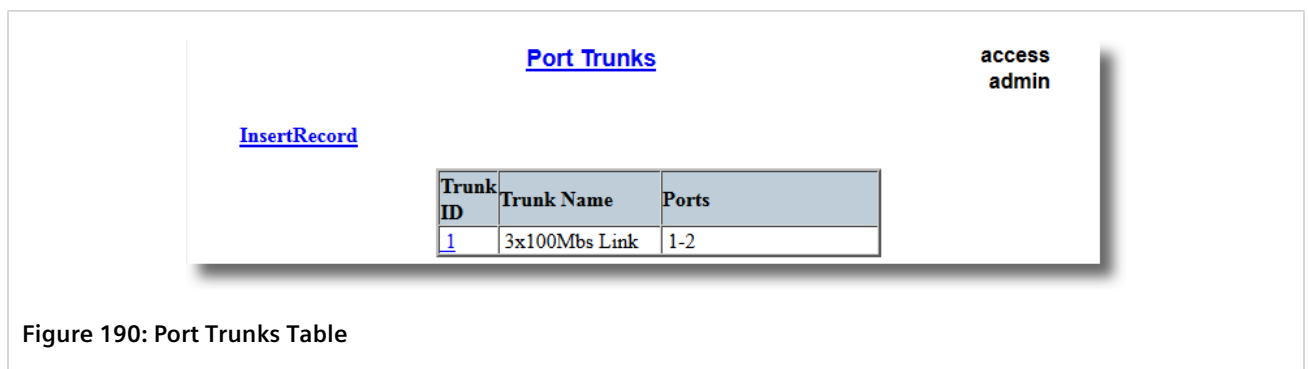 Port Trunks
access
admin
InsertRecord
Trunk ID Trunk Name Ports
1 3x100Mbs Link 1-2
Figure 190: Port Trunks Table